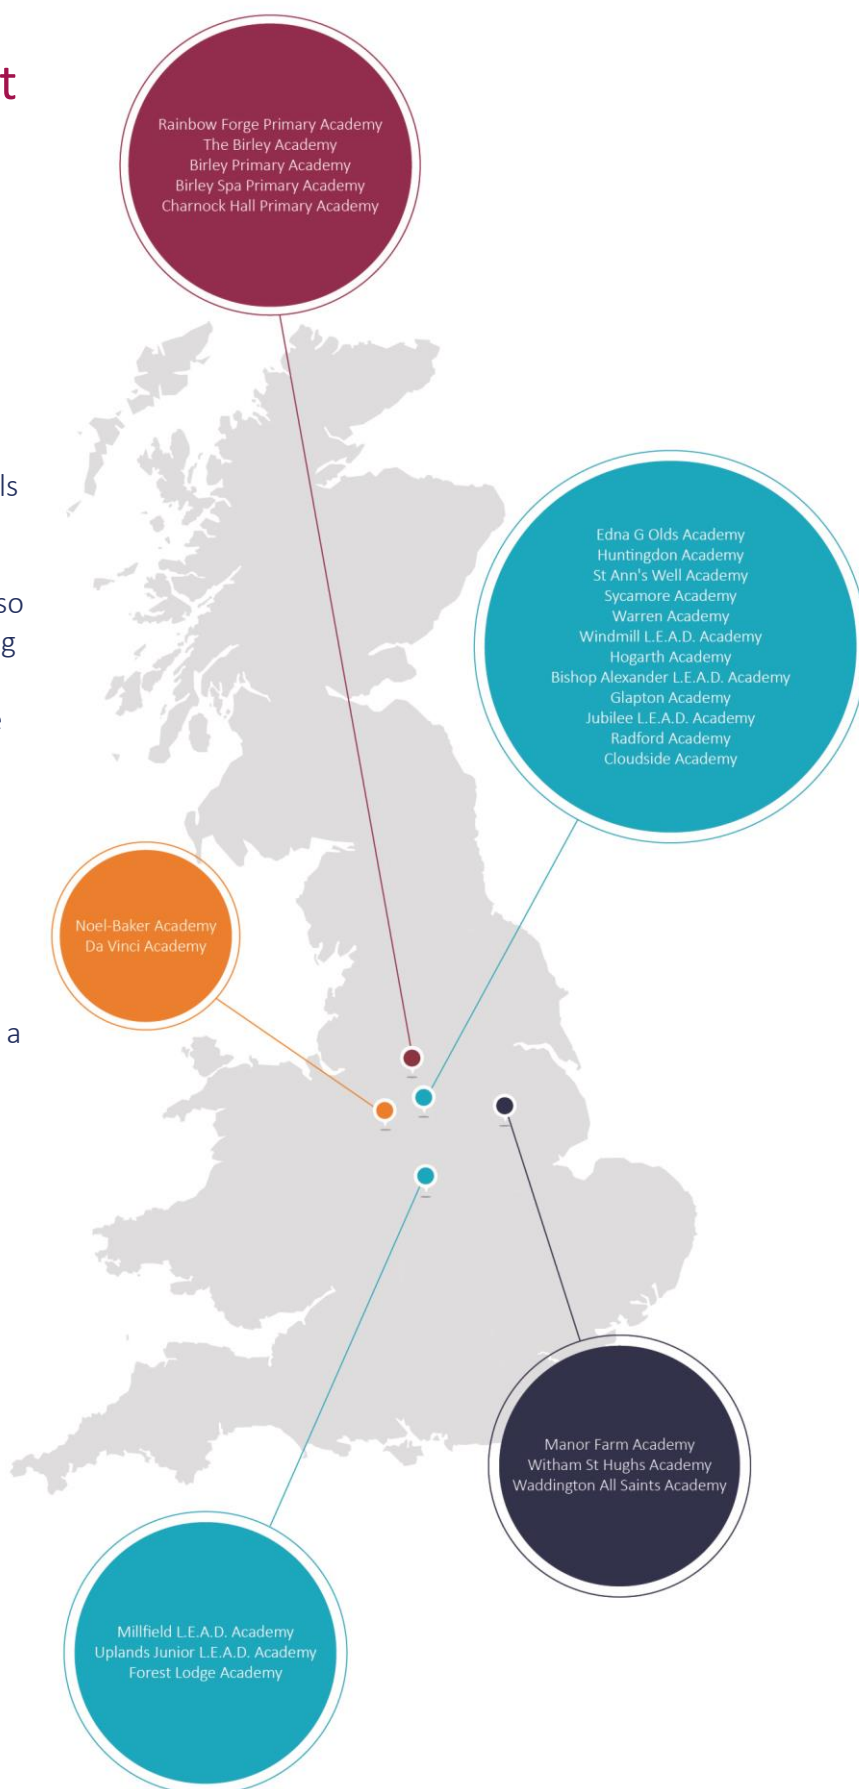 t
Rainbow Forge Primary Academy
The Birley Academy
Birley Primary Academy
Birley Spa Primary Academy
Charnock Hall Primary Academy
ls
so
g
e
a
Edna G Olds Academy
Huntingdon Academy
St Ann's Well Academy
Sycamore Academy
Warren Academy
Windmill L.E.A.D. Academy
Hogarth Academy
Bishop Alexander L.E.A.D. Academy
Glapton Academy
Jubilee L.E.A.D. Academy
Radford Academy
Cloudside Academy
Noel-Baker Academy
Da Vinci Academy
Manor Farm Academy
Witham St Hughs Academy
Waddington All Saints Academy
Millfield L.E.A.D. Academy
Uplands Junior L.E.A.D. Academy
Forest Lodge Academy